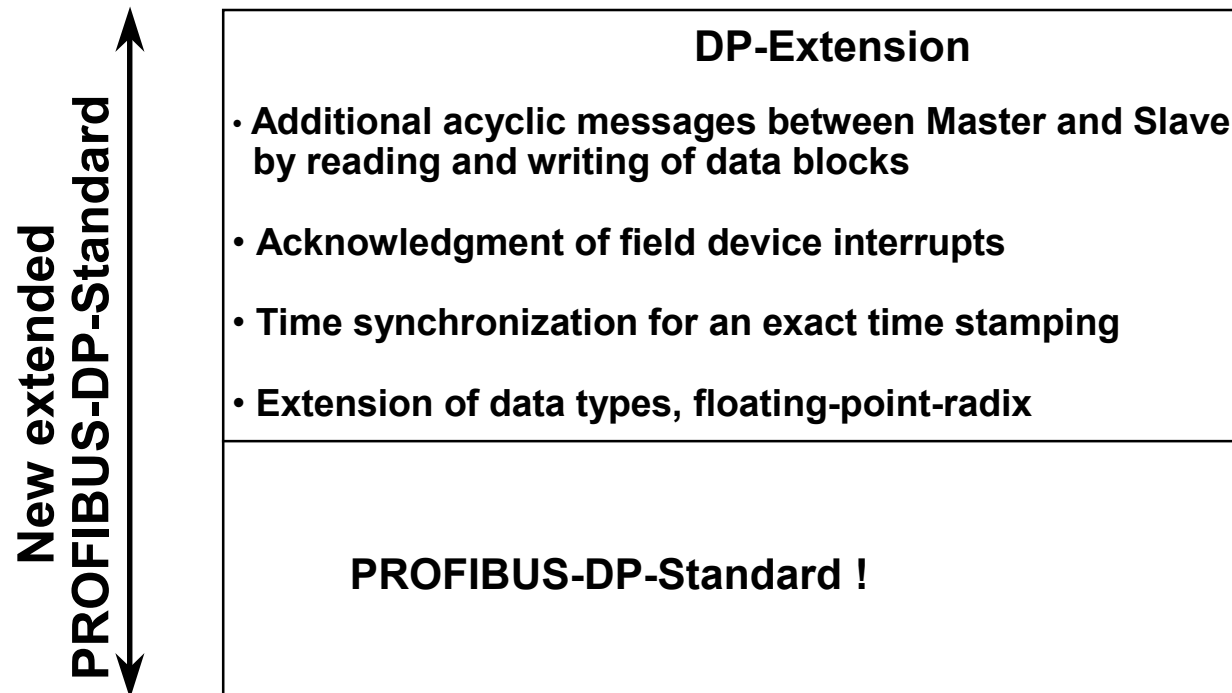 New extended
PROFIBUS-DP-Standard
DP-Extension
• Additional acyclic messages between Master and Slave
by reading and writing of data blocks
• Acknowledgment of field device interrupts
• Time synchronization for an exact time stamping
• Extension of data types, floating-point-radix
PROFIBUS-DP-Standard !